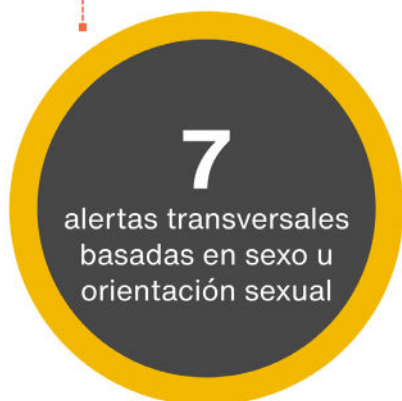 7
alertas transversales
basadas en sexo u
orientación sexual